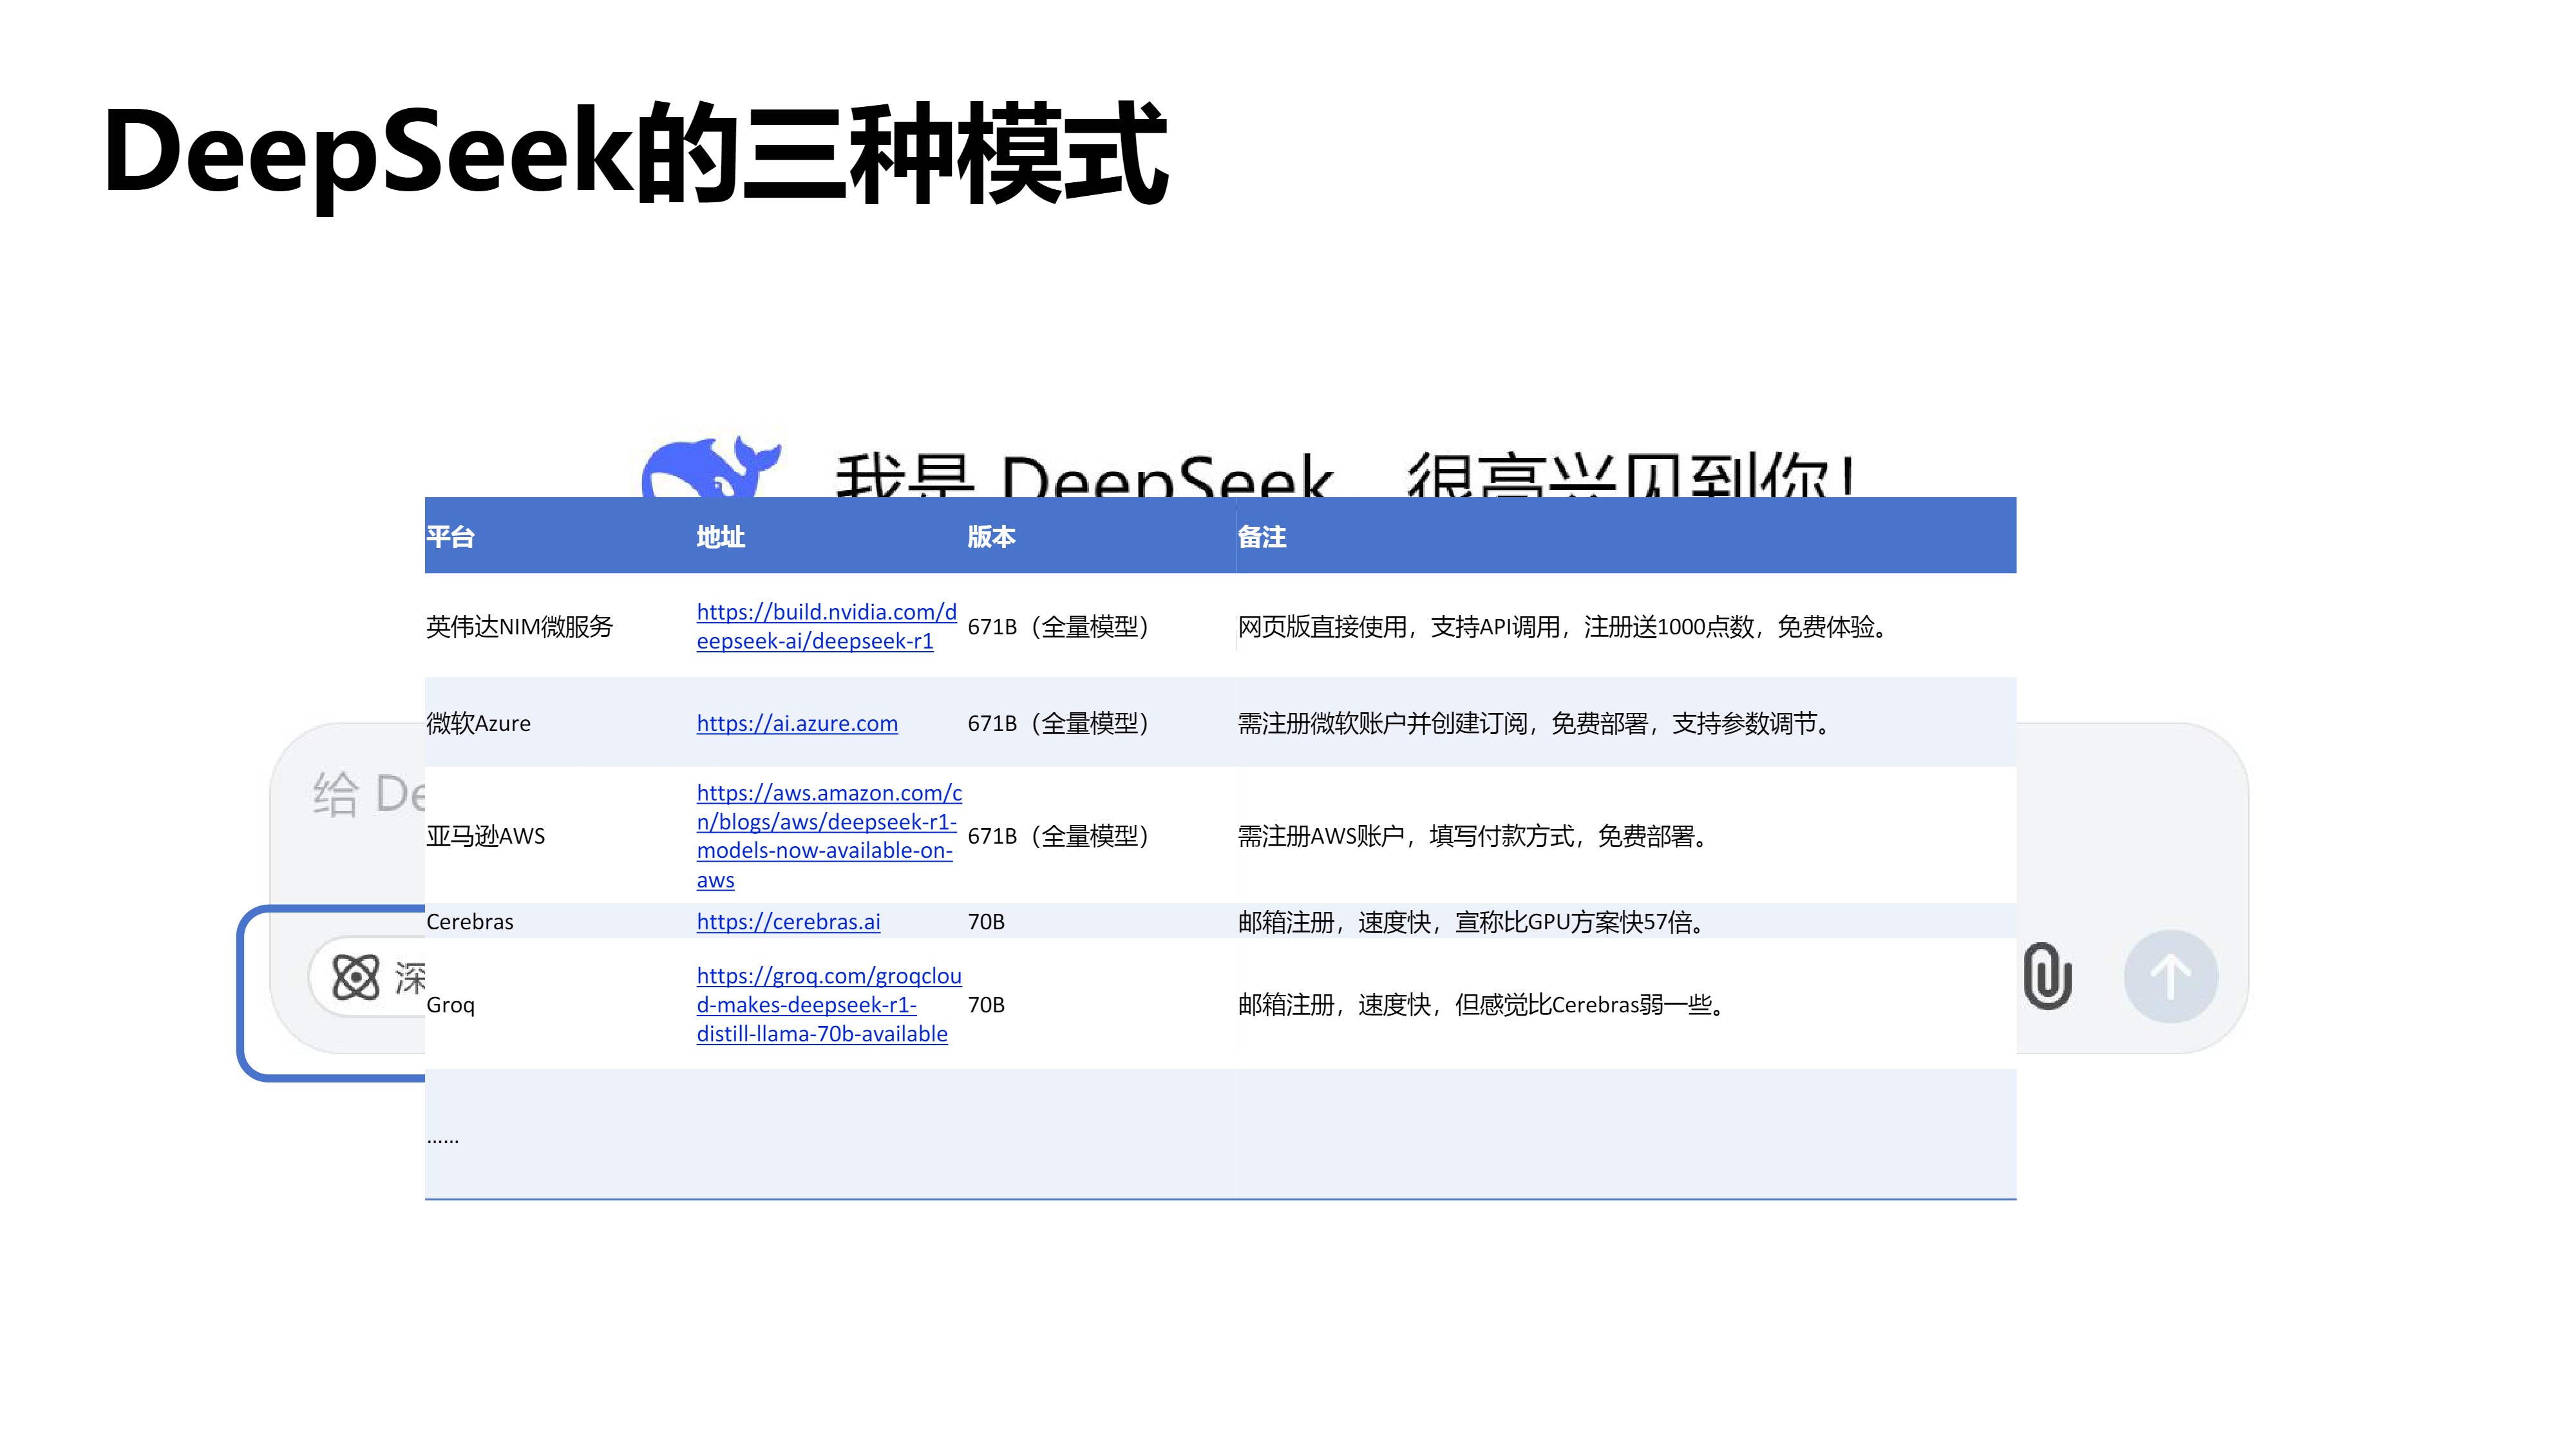 DeepSeek的三种模式
我是 DeepSeek 很高兴见到你！
平台 地址 版本 备注
英伟达NIM微服务 https://build.nvidia.com/d
eepseek-ai/deepseek-r1 671B（全量模型） 网页版直接使用，支持API调用，注册送1000点数，免费体验。
微软Azure https://ai.azure.com 671B（全量模型） 需注册微软账户并创建订阅，免费部署，支持参数调节。
给 De
亚马逊AWS https://aws.amazon.com/c
n/blogs/aws/deepseek-r1-
models-now-available-on-
aws 671B（全量模型） 需注册AWS账户，填写付款方式，免费部署。
Cerebras https://cerebras.ai 70B 邮箱注册，速度快，宣称比GPU方案快57倍。
深
Groq https://groq.com/groqclou
d-makes-deepseek-r1-
distill-llama-70b-available 70B 邮箱注册，速度快，但感觉比Cerebras弱一些。
……